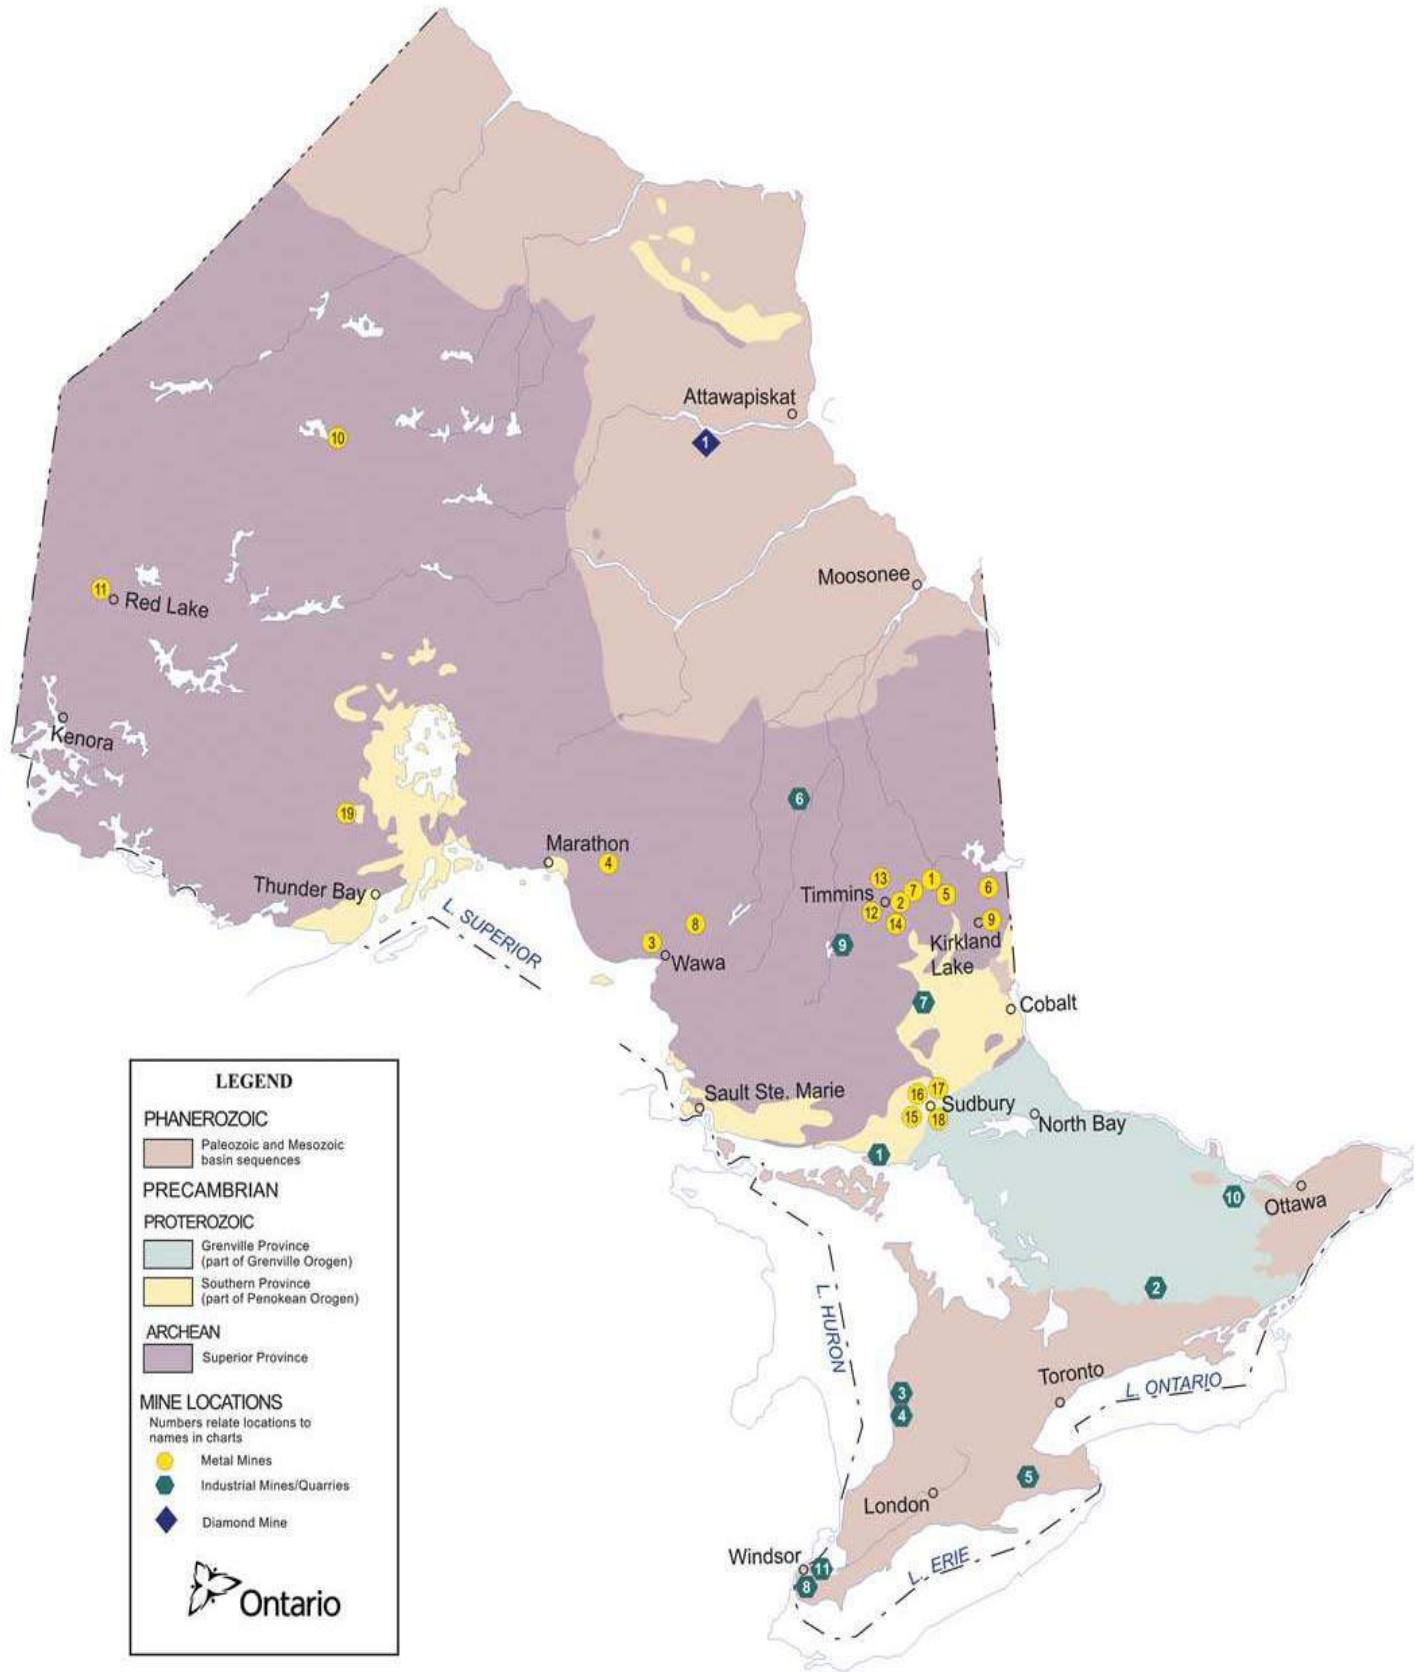 Attawapiskat
1
10
Moosonee
11
Red Lake
Kenora
6
19
Marathon
4
13
1
6
Timmins
7
5
2
Thunder Bay
12
9
14
8
Kirkland
Lake
3
9
L. SUPERIOR
Wawa
7
Cobalt
Sault Ste. Marie
16
17
Sudbury
15
18
North Bay
1
10
Ottawa
2
L. HURON
Toronto
L. ONTARIO
3
4
5
London
Windsor
11
8
L. ERIE
LEGEND
PHANEROZOIC
Paleozoic and Mesozoic
basin sequences
PRECAMBRIAN
PROTEROZOIC
Grenville Province
(part of Grenville Orogen)
Southern Province
(part of Penokean Orogen)
ARCHEAN
Superior Province
MINE LOCATIONS
Numbers relate locations to
names in charts
Metal Mines
Industrial Mines/Quarries
Diamond Mine
Ontario